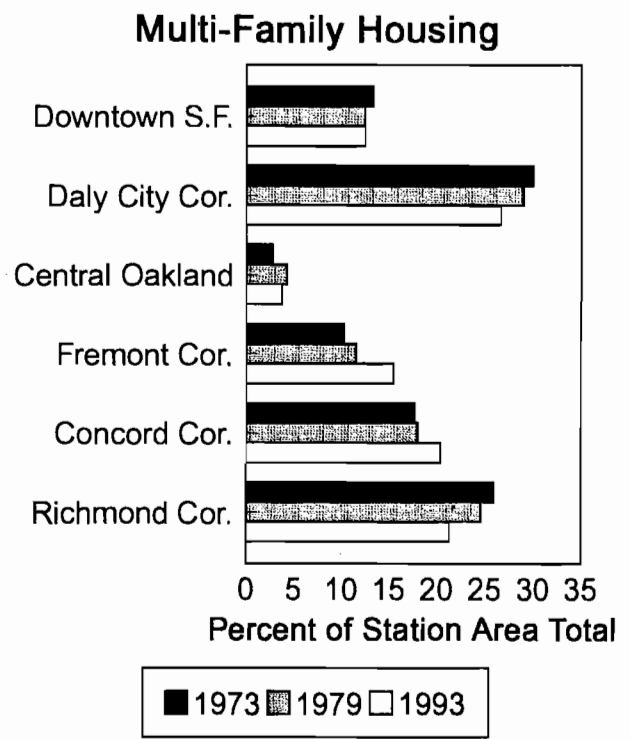 Multi-Family Housing
Downtown S.F.
Daly City Cor.
Central Oakland
Fremont Cor.
Concord Cor.
Richmond Cor.
0 5 10 15 20 25 30 35
Percent of Station Area Total
1973 1979 1993